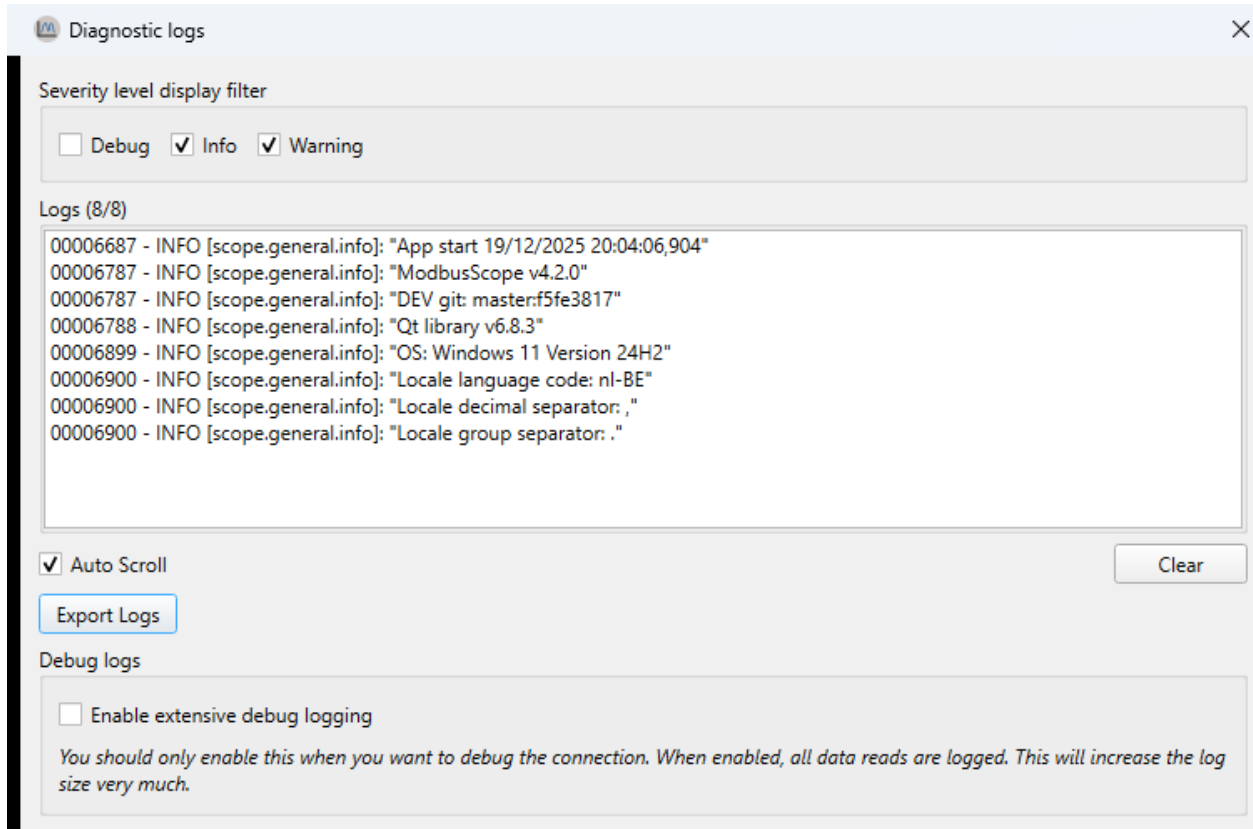 Diagnostic logs
Severity level display filter
Debug Info Warning
Logs (8/8)
00006687 - INFO [scope.general.info]: "App start 19/12/2025 20:04:06,904"
00006787 - INFO [scope.general.info]: "ModbusScope v4.2.0"
00006787 - INFO [scope.general.info]: "DEV git: master:f5fe3817"
00006788 - INFO [scope.general.info]: "Qt library v6.8.3"
00006899 - INFO [scope.general.info]: "OS: Windows 11 Version 24H2"
00006900 - INFO [scope.general.info]: "Locale language code: nl-BE"
00006900 - INFO [scope.general.info]: "Locale decimal separator: ,"
00006900 - INFO [scope.general.info]: "Locale group separator: ."
Auto Scroll
Clear
Export Logs
Debug logs
Enable extensive debug logging
You should only enable this when you want to debug the connection. When enabled, all data reads are logged. This will increase the log
size very much.